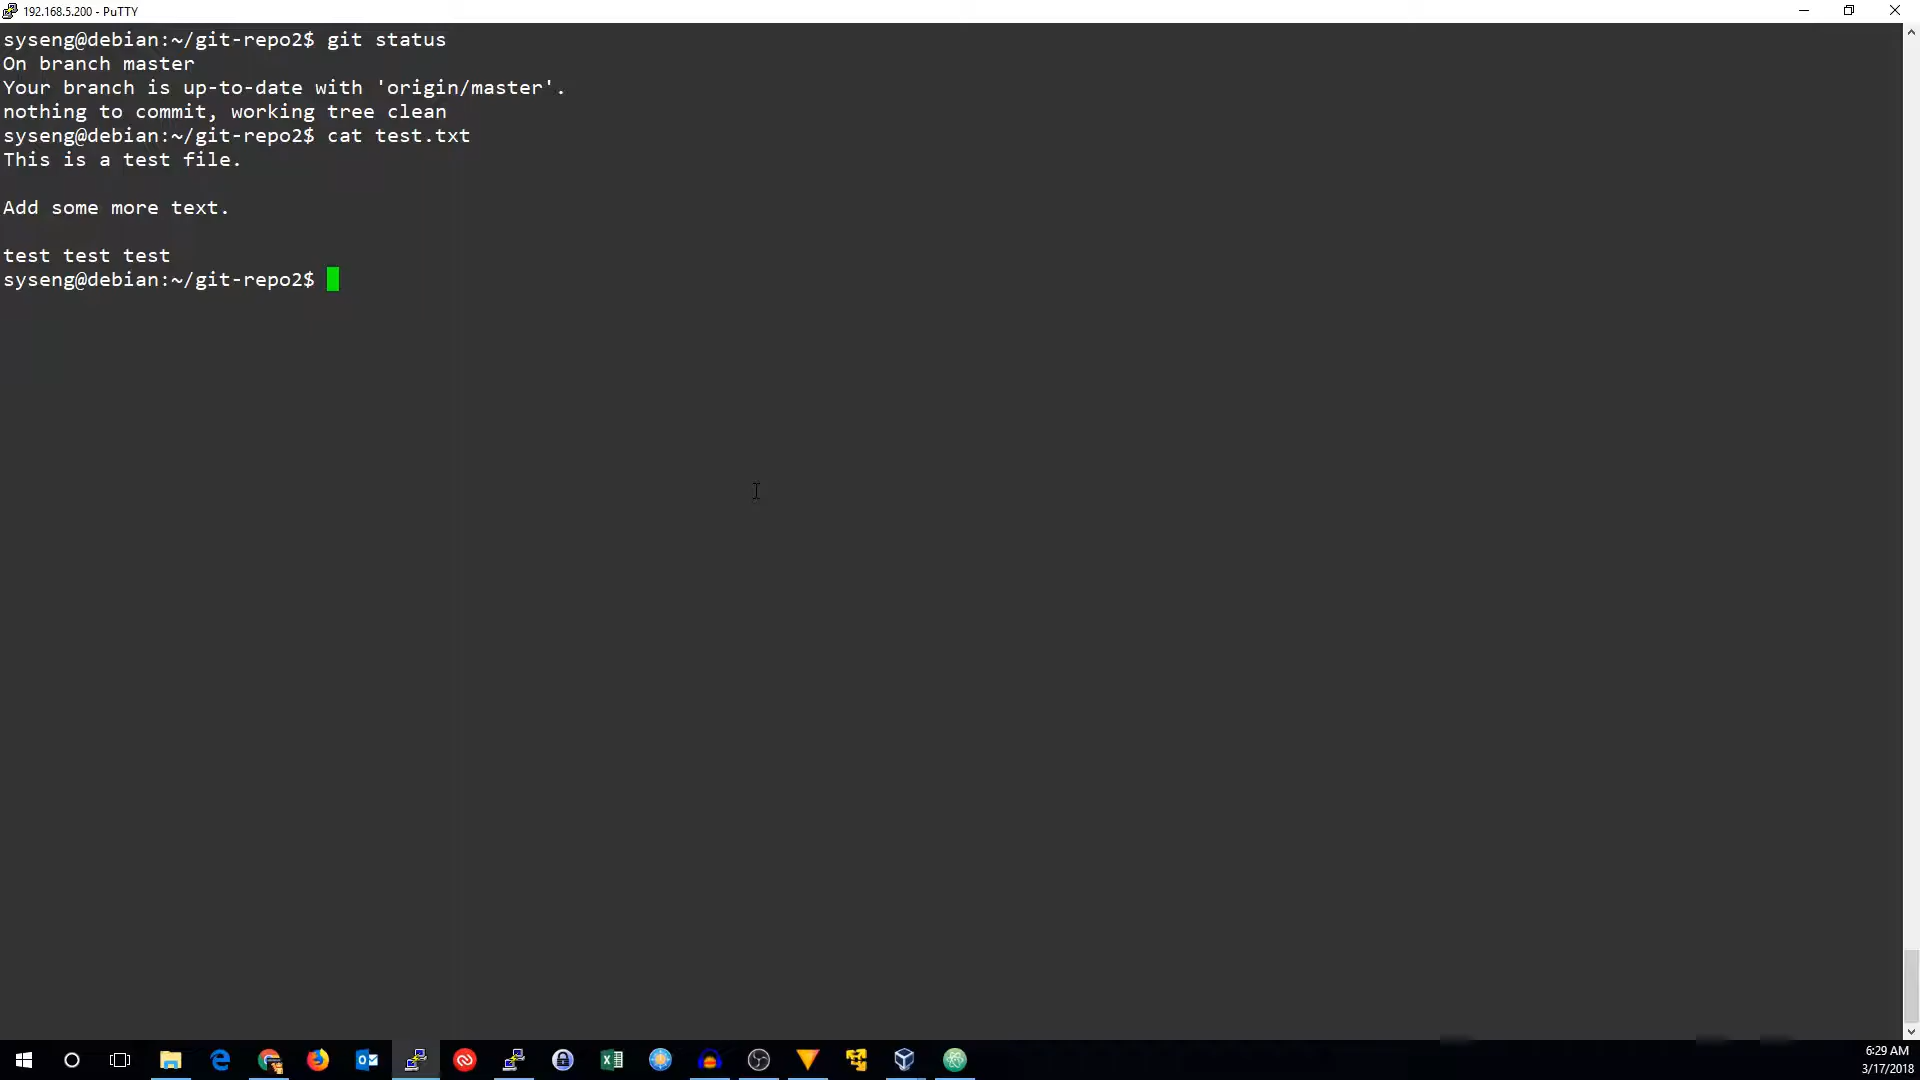 192.168.5.200 - PuTTY
syseng@debian:~/git-repo2$ git status
On branch master
Your branch is up-to-date with 'origin/master'.
nothing to commit, working tree clean
syseng@debian:~/git-repo2$ cat test.txt
This is a test file.
Add some more text.
test test test
syseng@debian:~/git-repo2$
6:29 AM
3/17/2018